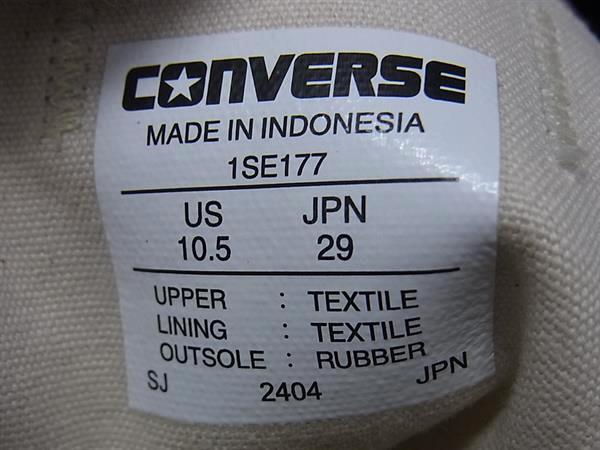 CONVERSE
MADE IN INDONESIA
1SE177
US JPN
10.5 29
UPPER : TEXTILE
LINING : TEXTILE
OUTSOLE : RUBBER
SJ 2404 JPN